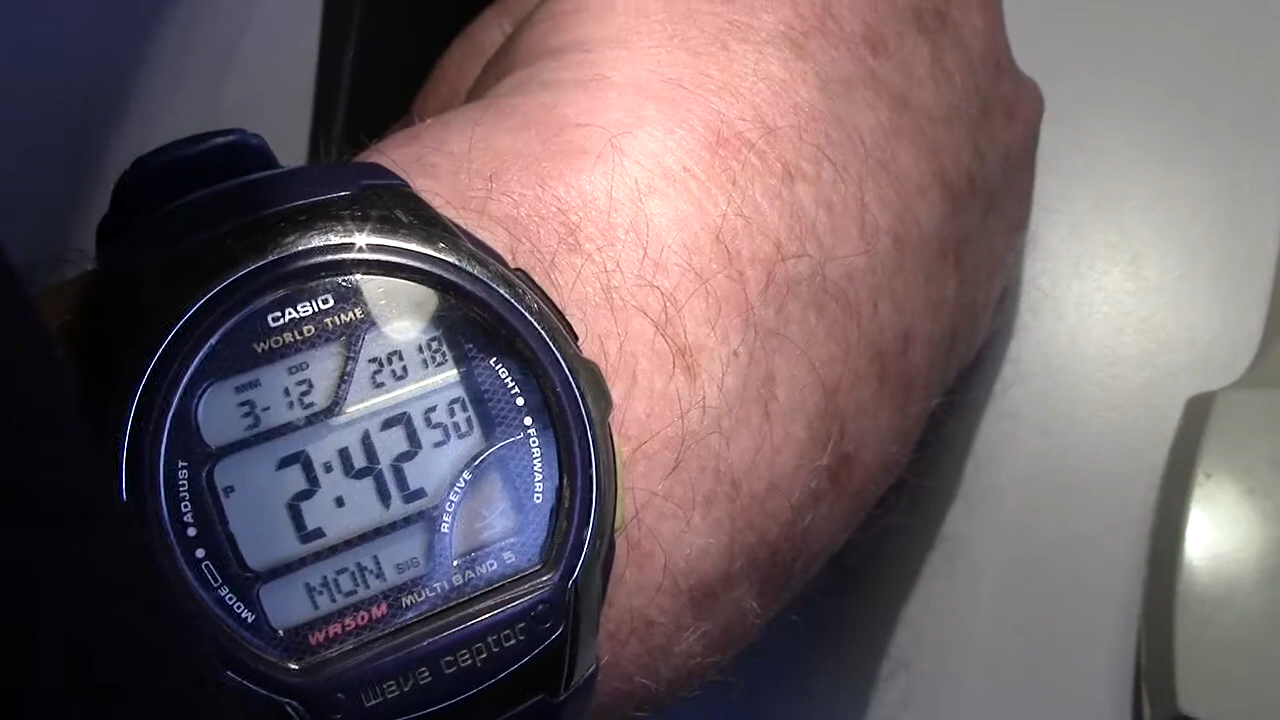 CASIO
WORLD TIME
MM DD
3-12
2018
LIGHT
FORWARD
P 2:42 50
RECEIVE
ADJUST
MODE
MON SIG
WR50M MULTI BAND 5
wave ceptor